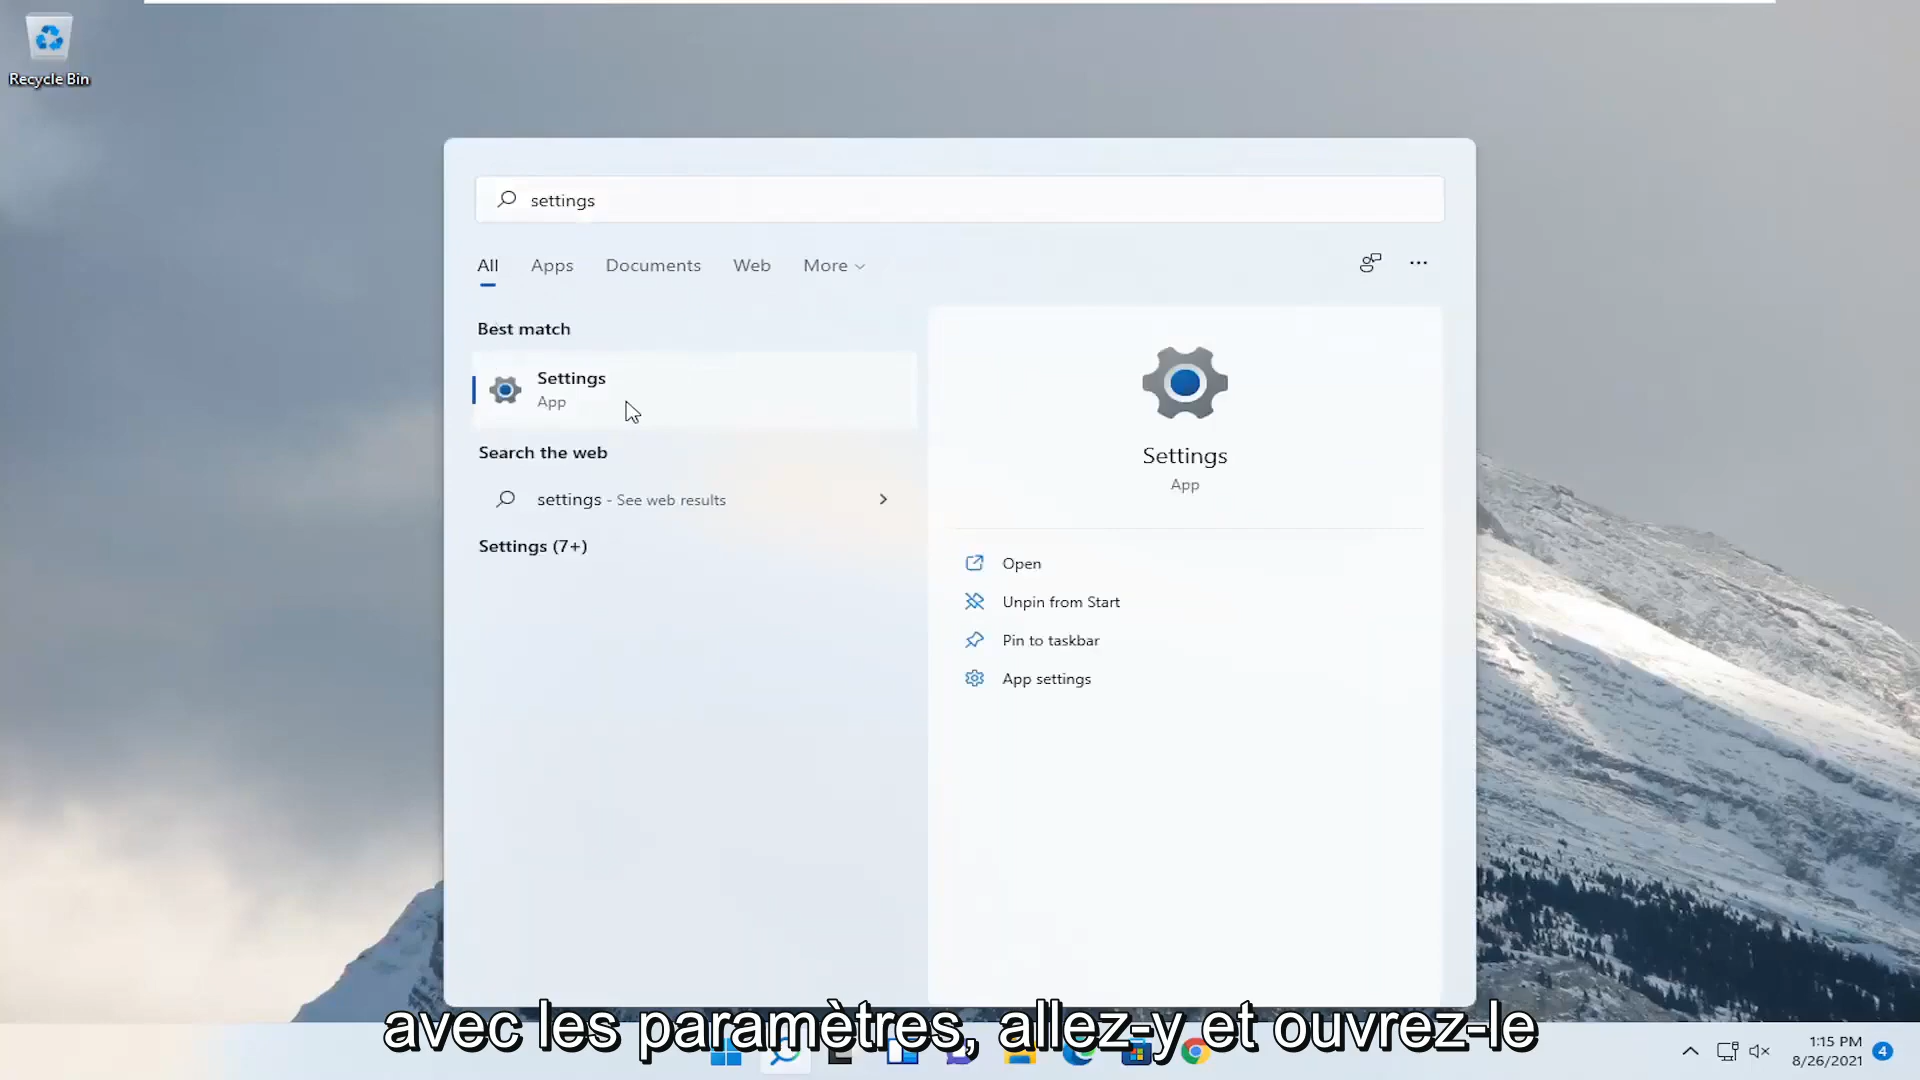 Recycle Bin
settings
All
Apps
Documents
Web
More
Best match
Settings
App
Search the web
settings - See web results
Settings (7+)
Settings
App
Open
Unpin from Start
Pin to taskbar
App settings
avec les paramètres, allez-y et ouvrez-le
1:15 PM
8/26/2021
4